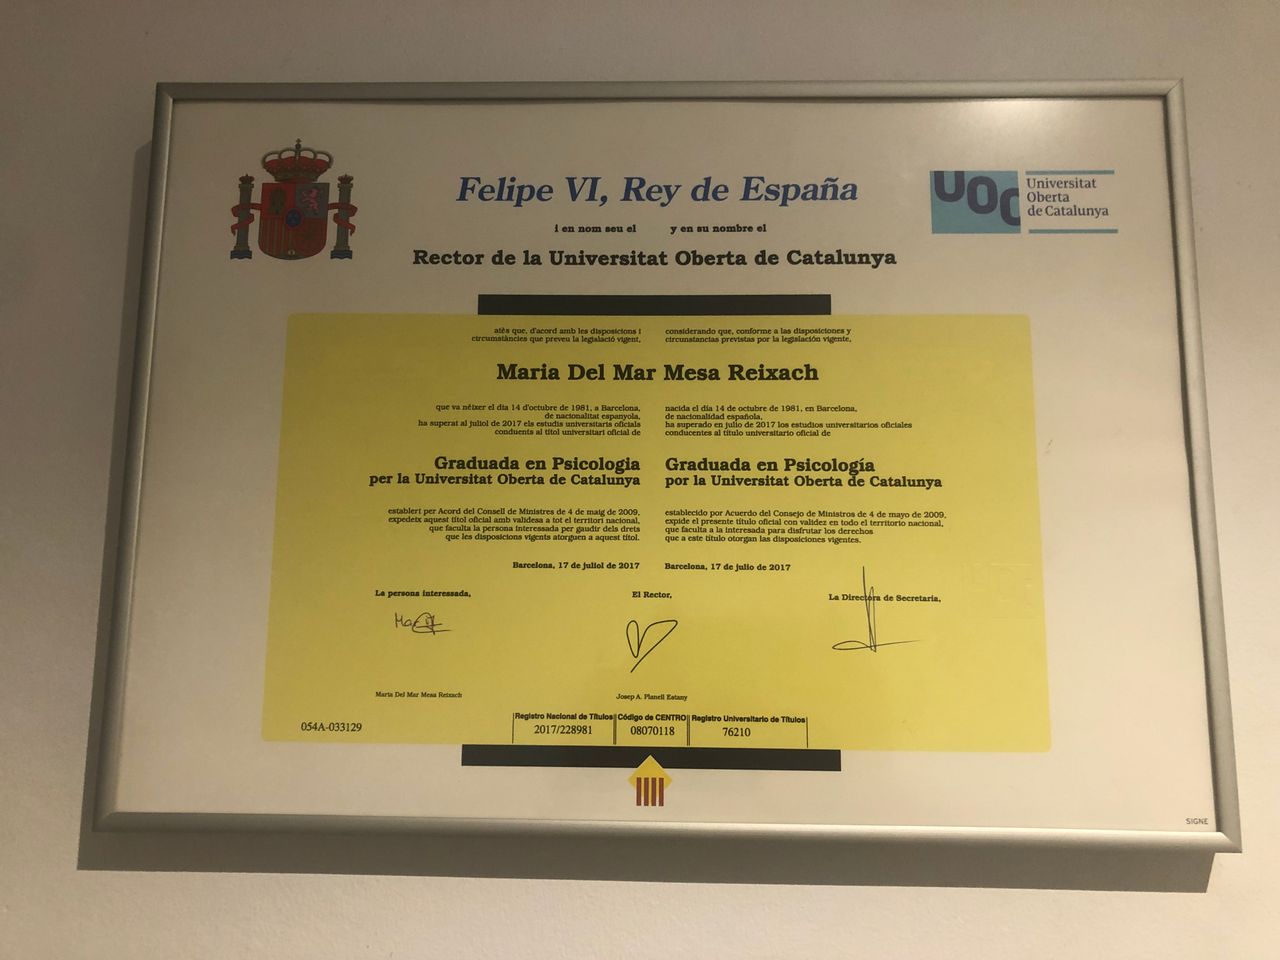 Felipe VI, Rey de España
UOC
Universitat
Oberta
de Catalunya
i en nom seu el y en su nombre el
Rector de la Universitat Oberta de Catalunya
atès que, d'acord amb les disposicions i
circumstàncies que preveu la legislació vigent,
considerando que, conforme a las disposiciones y
circunstancias previstas por la legislación vigente,
Maria Del Mar Mesa Reixach
que va néixer el dia 14 d'octubre de 1981, a Barcelona,
de nacionalitat espanyola,
ha superat al juliol de 2017 els estudis universitaris oficials
conduents al títol universitari oficial de
nacida el día 14 de octubre de 1981, en Barcelona,
de nacionalidad española,
ha superado en julio de 2017 los estudios universitarios oficiales
conducentes al título universitario oficial de
Graduada en Psicologia
per la Universitat Oberta de Catalunya
Graduada en Psicología
por la Universitat Oberta de Catalunya
establert per Acord del Consell de Ministres de 4 de maig de 2009,
expedeix aquest títol oficial amb validesa a tot el territori nacional,
que faculta la persona interessada per gaudir dels drets
que les disposicions vigents atorguen a aquest títol.
establecido por Acuerdo del Consejo de Ministros de 4 de mayo de 2009,
expide el presente título oficial con validez en todo el territorio nacional,
que faculta a la interesada para disfrutar los derechos
que a este título otorgan las disposiciones vigentes.
Barcelona, 17 de juliol de 2017
Barcelona, 17 de julio de 2017
La persona interessada,
El Rector,
La Directora de Secretaria,
Maria Del Mar Mesa Reixach
Josep A. Planell Estany
054A-033129
Registro Nacional de Títulos
2017/228981
Código de CENTRO
08070118
Registro Universitario de Títulos
76210
SIGNE